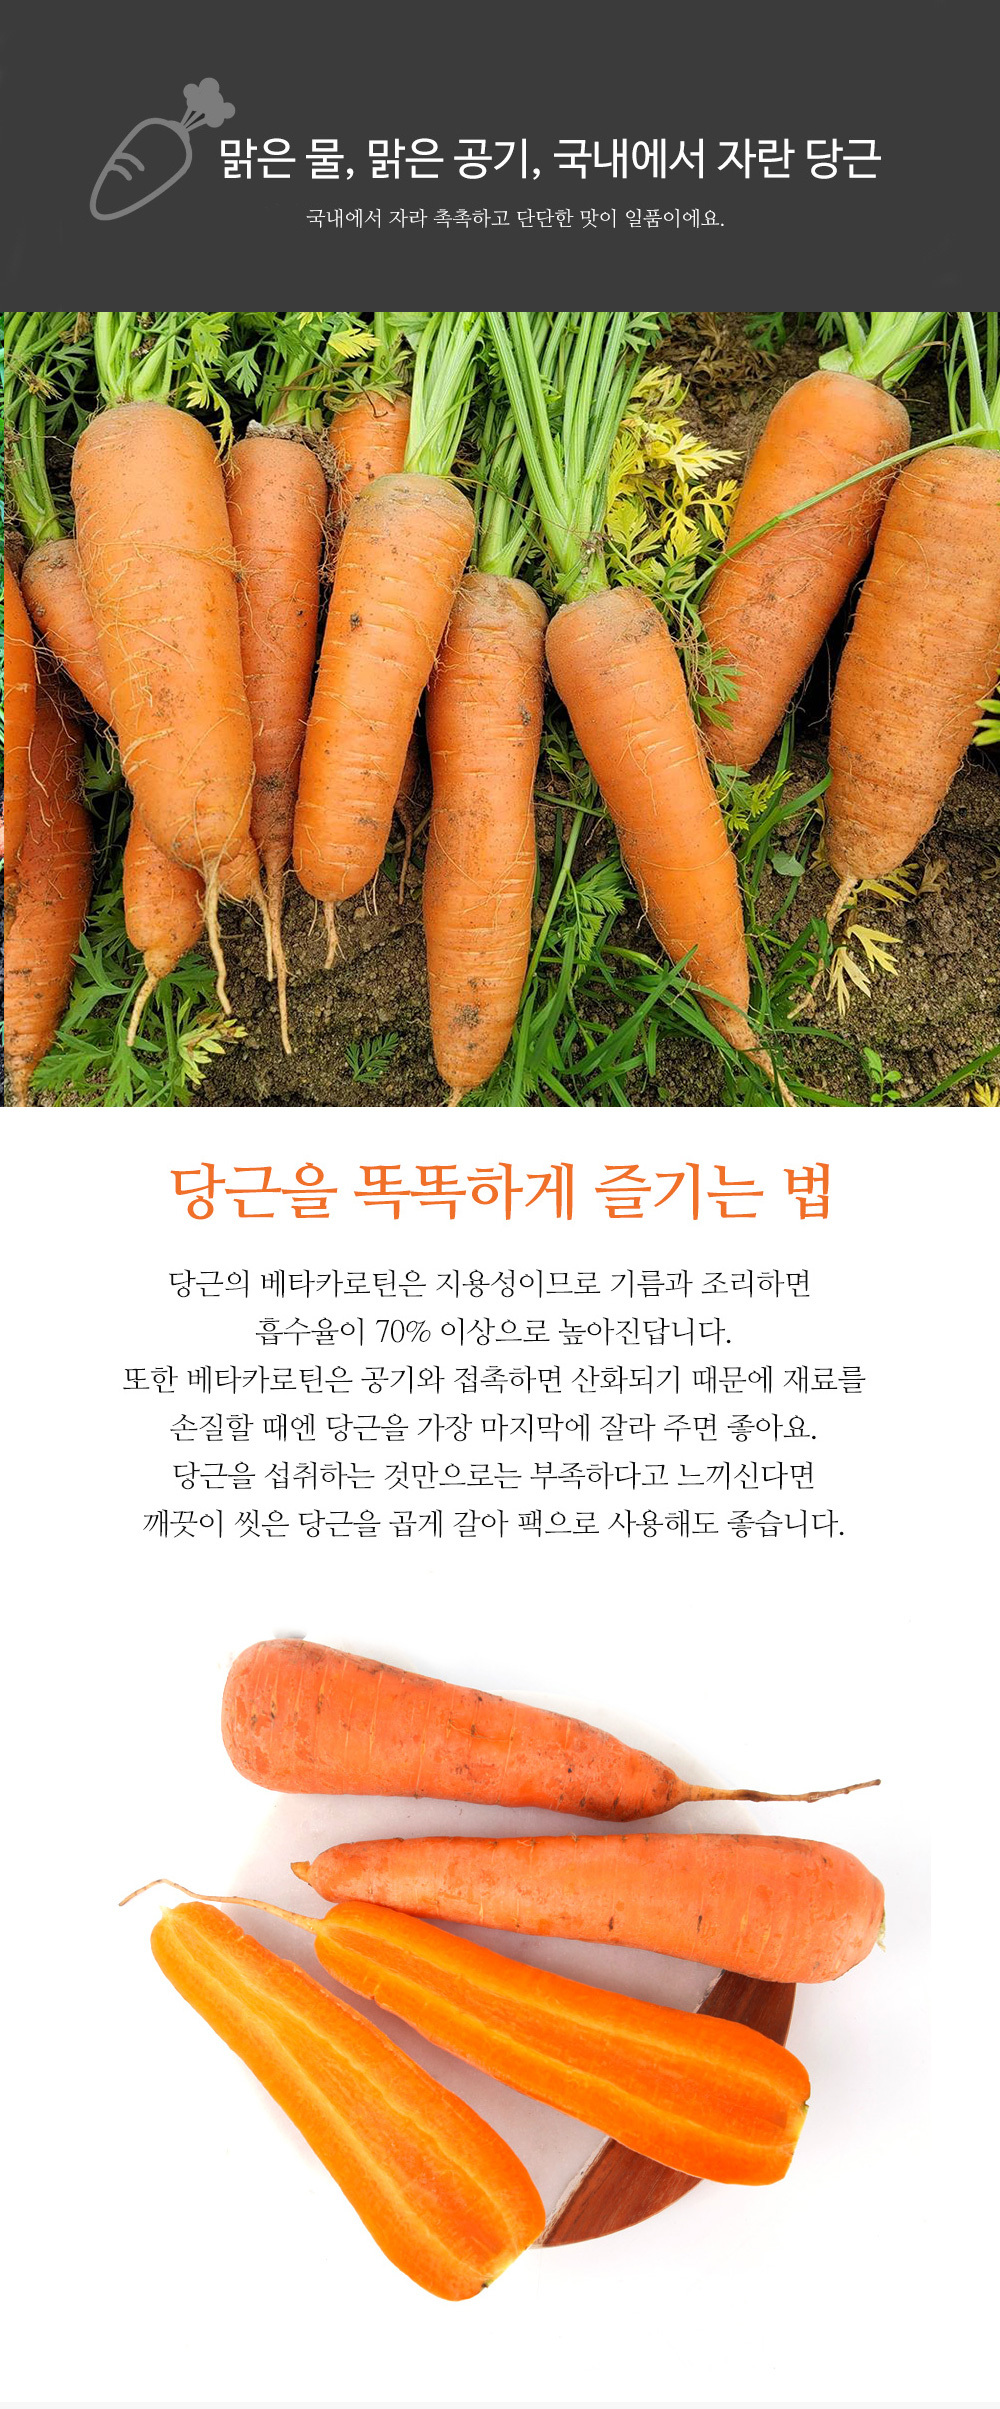 맑은 물, 맑은 공기, 국내에서 자란 당근
국내에서 자라 촉촉하고 단단한 맛이 일품이에요.
당근을 똑똑하게 즐기는 법
당근의 베타카로틴은 지용성이므로 기름과 조리하면
흡수율이 70% 이상으로 높아진답니다.
또한 베타카로틴은 공기와 접촉하면 산화되기 때문에 재료를
손질할 때엔 당근을 가장 마지막에 잘라 주면 좋아요.
당근을 섭취하는 것만으로는 부족하다고 느끼신다면
깨끗이 씻은 당근을 곱게 갈아 팩으로 사용해도 좋습니다.